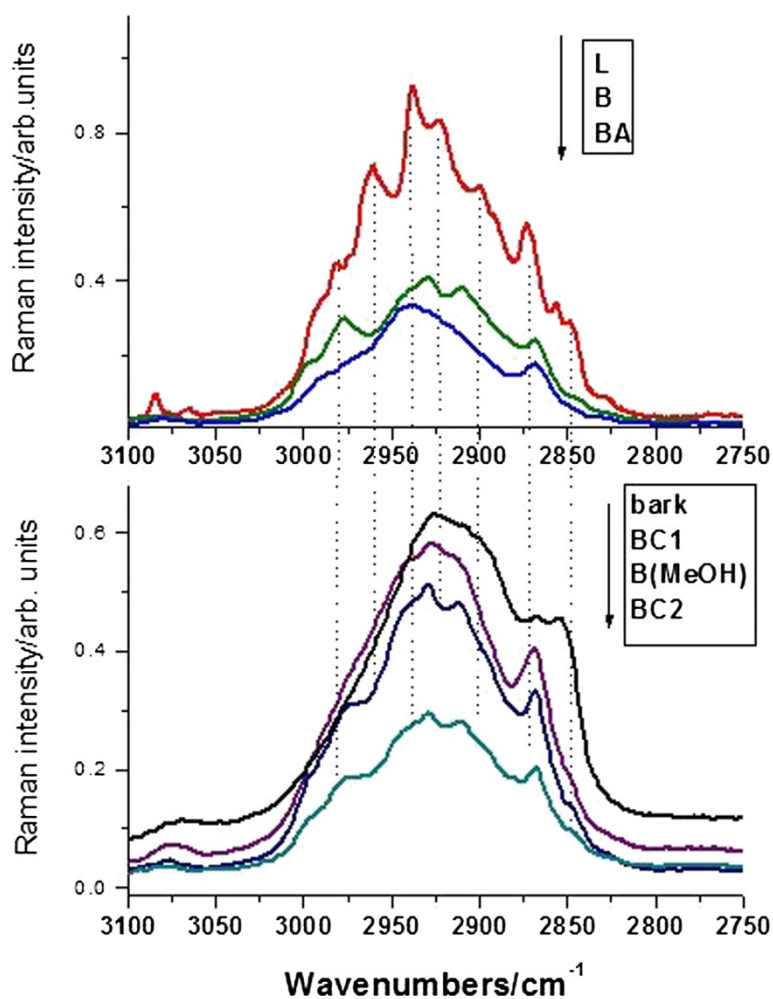 Raman intensity/arb.units
0.8
0.4
L
B
BA
3100 3050 3000 2950 2900 2850 2800 2750
Raman intensity/arb. units
0.6
0.4
0.2
0.0
bark
BC1
B(MeOH)
BC2
3100 3050 3000 2950 2900 2850 2800 2750
Wavenumbers/cm⁻¹